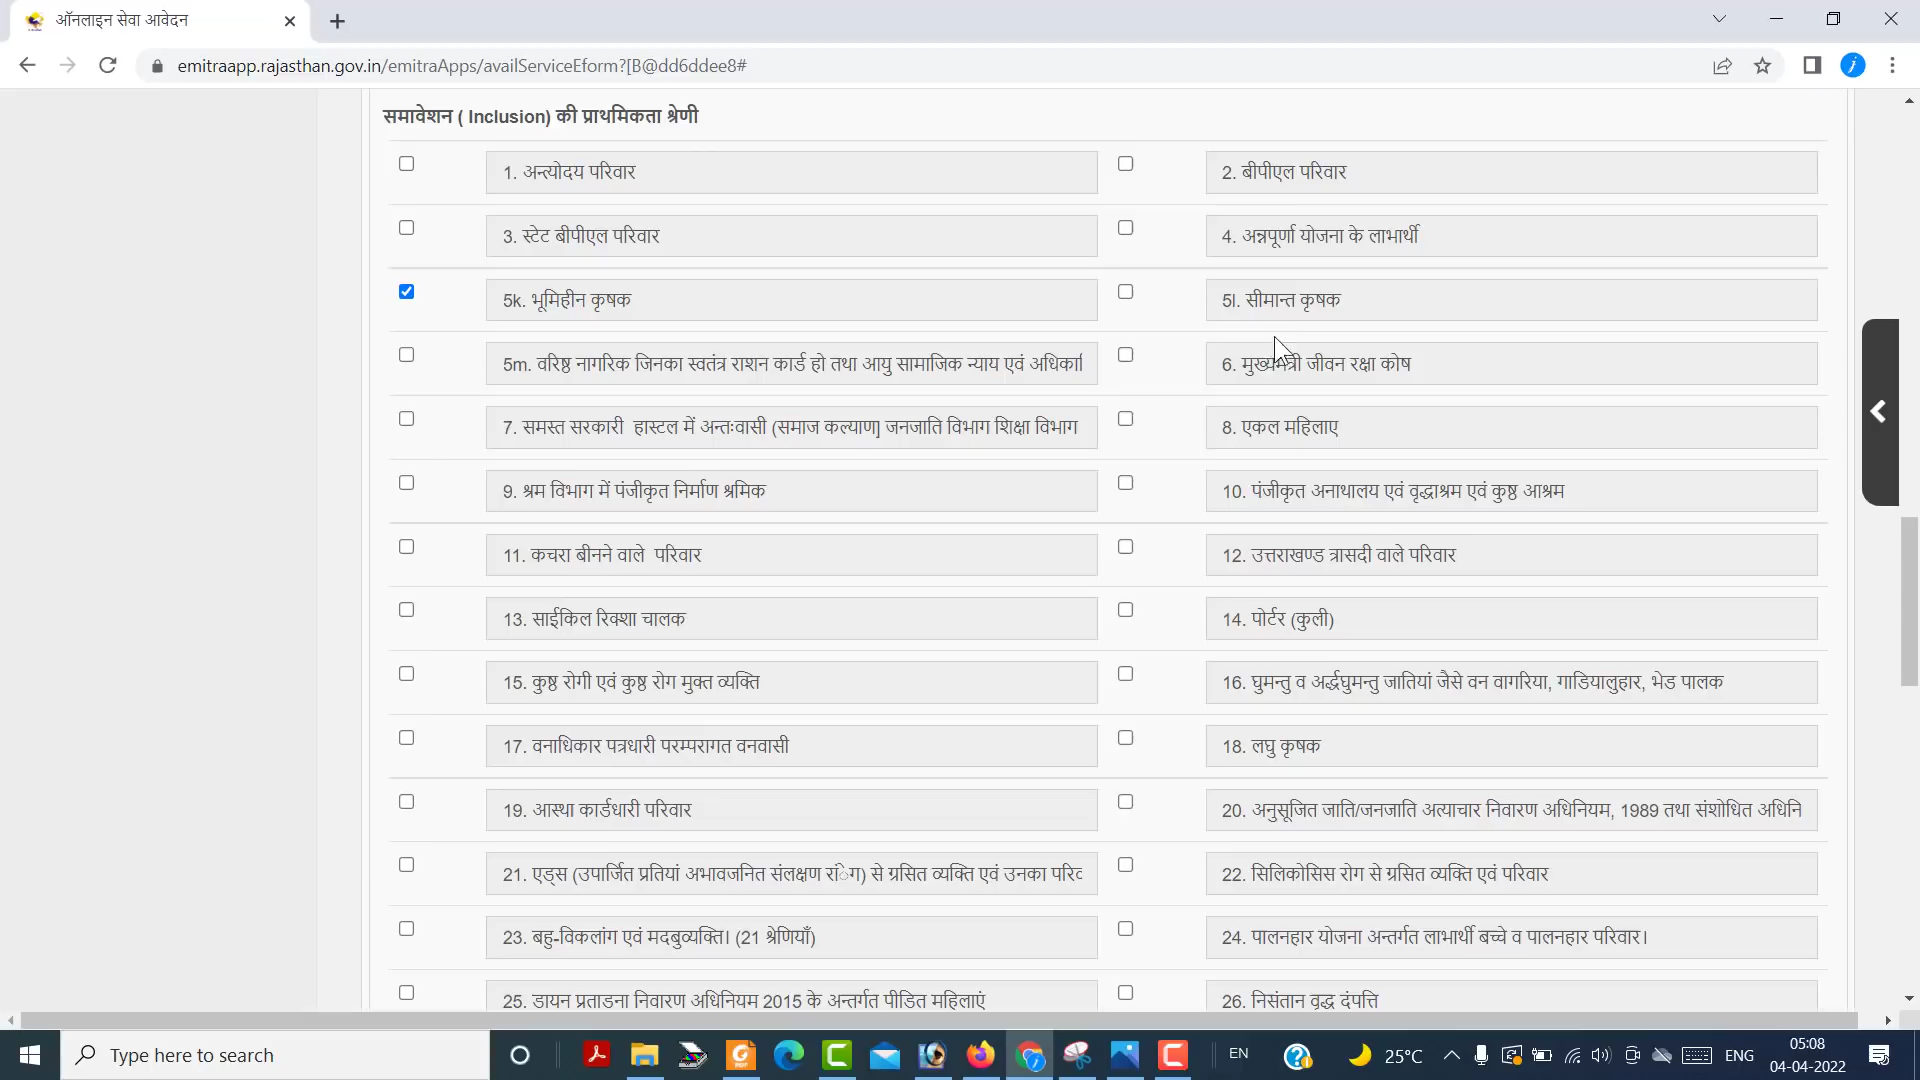 ऑनलाइन सेवा आवेदन
emitraapp.rajasthan.gov.in/emitraApps/availServiceEform?[B@dd6ddee8#
समावेशन ( Inclusion) की प्राथमिकता श्रेणी
1. अन्त्योदय परिवार
2. बीपीएल परिवार
3. स्टेट बीपीएल परिवार
4. अन्नपूर्णा योजना के लाभार्थी
5k. भूमिहीन कृषक
5l. सीमान्त कृषक
5m. वरिष्ठ नागरिक जिनका स्वतंत्र राशन कार्ड हो तथा आयु सामाजिक न्याय एवं अधिकारि
6. मुख्यमंत्री जीवन रक्षा कोष
7. समस्त सरकारी हास्टल में अन्तःवासी (समाज कल्याण] जनजाति विभाग शिक्षा विभाग
8. एकल महिलाए
9. श्रम विभाग में पंजीकृत निर्माण श्रमिक
10. पंजीकृत अनाथालय एवं वृद्धाश्रम एवं कुष्ठ आश्रम
11. कचरा बीनने वाले परिवार
12. उत्तराखण्ड त्रासदी वाले परिवार
13. साईकिल रिक्शा चालक
14. पोर्टर (कुली)
15. कुष्ठ रोगी एवं कुष्ठ रोग मुक्त व्यक्ति
16. घुमन्तु व अर्द्धघुमन्तु जातियां जैसे वन वागरिया, गाडियालुहार, भेड पालक
17. वनाधिकार पत्रधारी परम्परागत वनवासी
18. लघु कृषक
19. आस्था कार्डधारी परिवार
20. अनुसूजित जाति/जनजाति अत्याचार निवारण अधिनियम, 1989 तथा संशोधित अधिनि
21. एड्स (उपार्जित प्रतियां अभावजनित संलक्षण रांेग) से ग्रसित व्यक्ति एवं उनका परिव
22. सिलिकोसिस रोग से ग्रसित व्यक्ति एवं परिवार
23. बहु-विकलांग एवं मदबुव्यक्ति। (21 श्रेणियाँ)
24. पालनहार योजना अन्तर्गत लाभार्थी बच्चे व पालनहार परिवार।
25. डायन प्रताडना निवारण अधिनियम 2015 के अन्तर्गत पीडित महिलाएं
26. निसंतान वृद्ध दंपत्ति
Type here to search
EN
25°C
ENG
05:08
04-04-2022